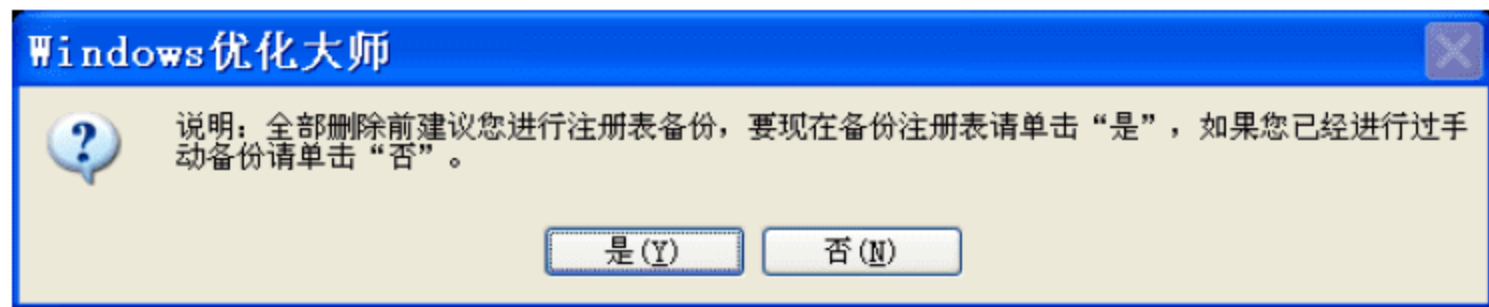 Windows优化大师
说明：全部删除前建议您进行注册表备份，要现在备份注册表请单击“是”，如果您已经进行过手
动备份请单击“否”。
是(Y)
否(N)